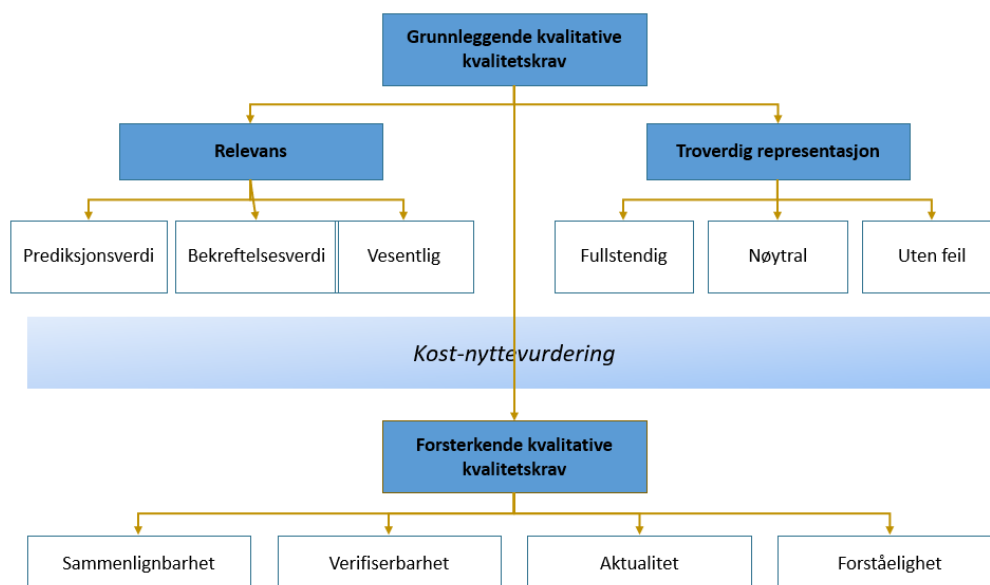 Grunnleggende kvalitative
kvalitetskrav
Relevans
Troverdig representasjon
Prediksjonsverdi
Bekreftelsesverdi
Vesentlig
Fullstendig
Nøytral
Uten feil
Kost-nyttevurdering
Forsterkende kvalitative
kvalitetskrav
Sammenlignbarhet
Verifiserbarhet
Aktualitet
Forståelighet